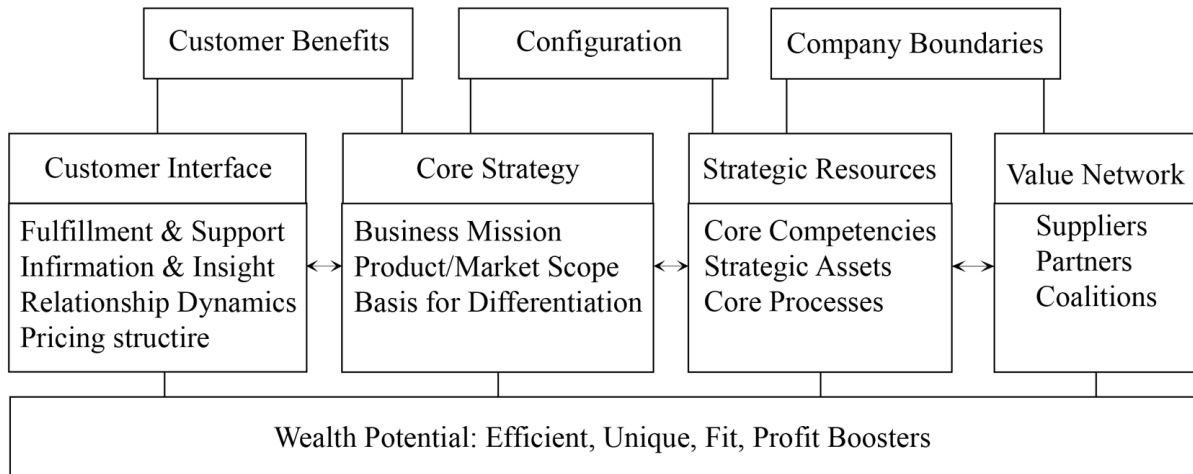 Customer Benefits
Configuration
Company Boundaries
Customer Interface
Core Strategy
Strategic Resources
Value Network
Fulfillment & Support
Infirmation & Insight
Relationship Dynamics
Pricing structire
Business Mission
Product/Market Scope
Basis for Differentiation
Core Competencies
Strategic Assets
Core Processes
Suppliers
Partners
Coalitions
Wealth Potential: Efficient, Unique, Fit, Profit Boosters